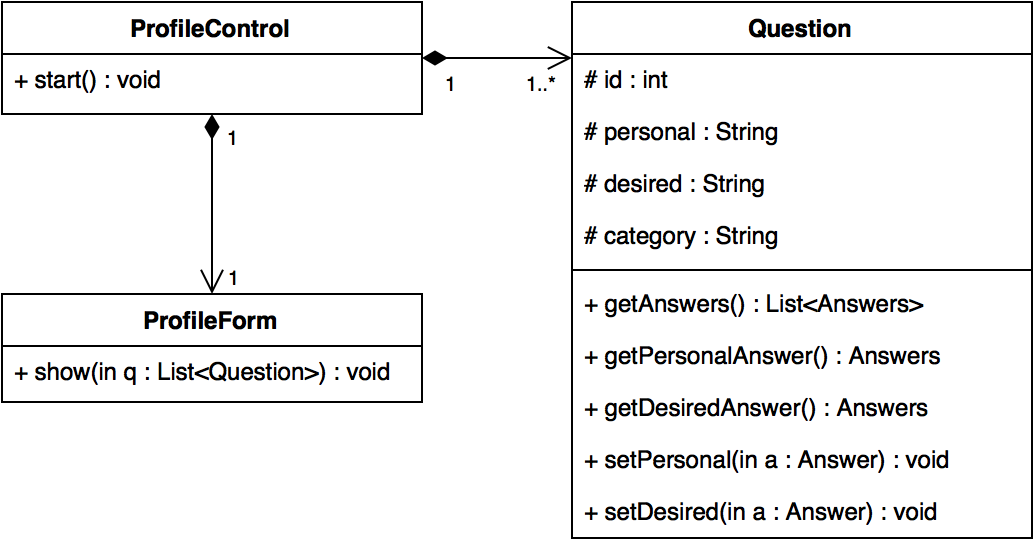 ProfileControl
+ start() : void
1
1..*
1
1
ProfileForm
+ show(in q : List<Question>) : void
Question
# id : int
# personal : String
# desired : String
# category : String
+ getAnswers() : List<Answers>
+ getPersonalAnswer() : Answers
+ getDesiredAnswer() : Answers
+ setPersonal(in a : Answer) : void
+ setDesired(in a : Answer) : void